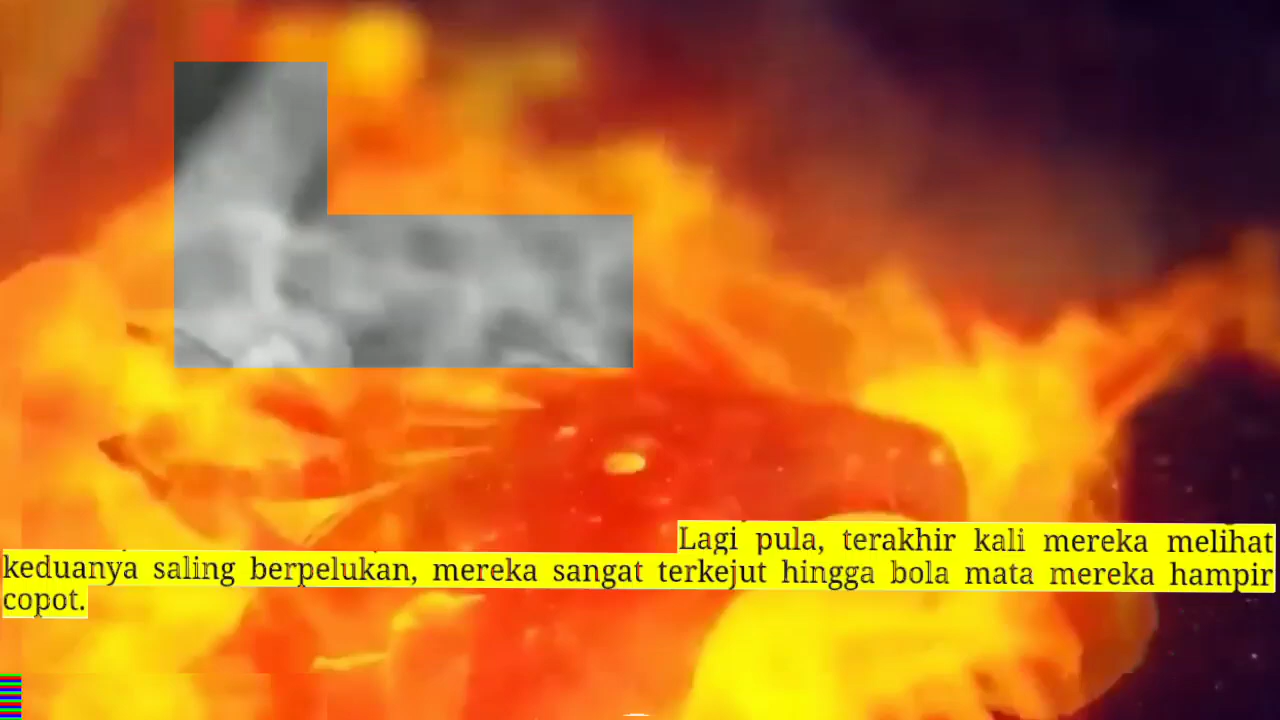 Lagi pula, terakhir kali mereka melihat
keduanya saling berpelukan, mereka sangat terkejut hingga bola mata mereka hampir
copot.